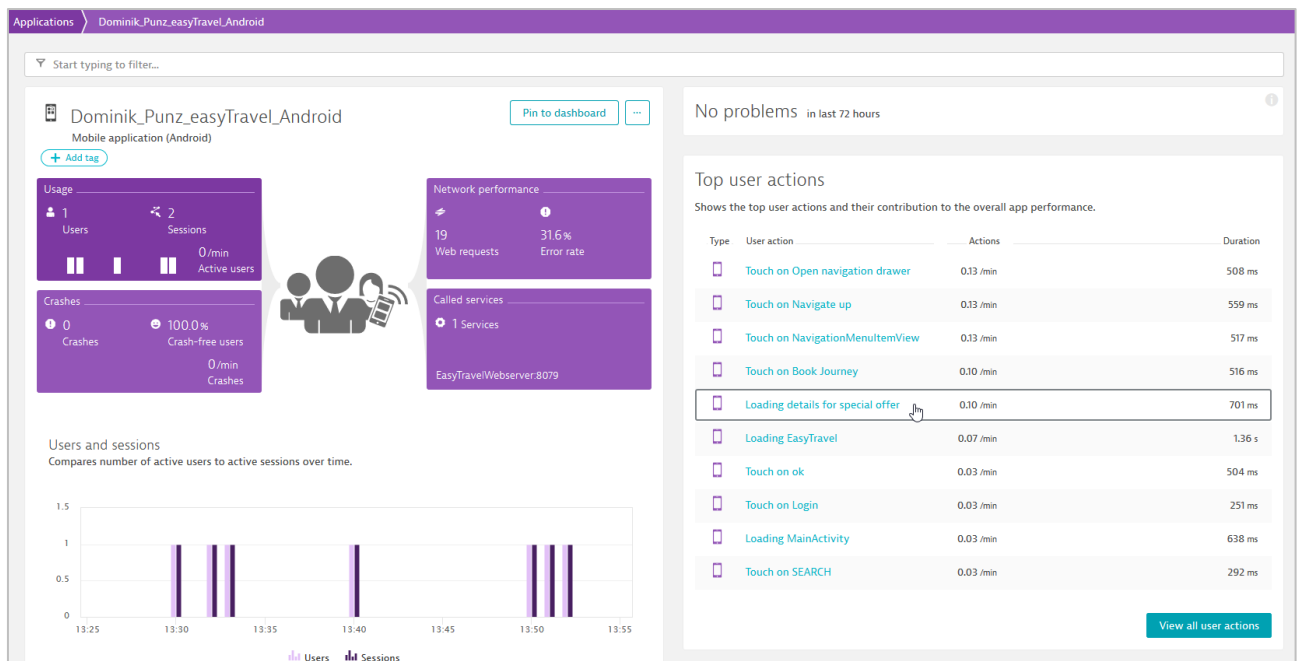 Applications
Dominik_Punz_easyTravel_Android
Start typing to filter...
Dominik_Punz_easyTravel_Android
Mobile application (Android)
Pin to dashboard
...
+ Add tag
Usage
1
Users
2
Sessions
0 /min
Active users
Crashes
0
Crashes
100.0 %
Crash-free users
0 /min
Crashes
Network performance
19
Web requests
31.6 %
Error rate
Called services
1 Services
EasyTravelWebserver:8079
Users and sessions
Compares number of active users to active sessions over time.
1.5
1
0.5
0
13:25 13:30 13:35 13:40 13:45 13:50 13:55
Users Sessions
No problems in last 72 hours
Top user actions
Shows the top user actions and their contribution to the overall app performance.
Type User action Actions Duration
Touch on Open navigation drawer 0.13 /min 508 ms
Touch on Navigate up 0.13 /min 559 ms
Touch on NavigationMenuItemView 0.13 /min 517 ms
Touch on Book Journey 0.10 /min 516 ms
Loading details for special offer 0.10 /min 701 ms
Loading EasyTravel 0.07 /min 1.36 s
Touch on ok 0.03 /min 504 ms
Touch on Login 0.03 /min 251 ms
Loading MainActivity 0.03 /min 638 ms
Touch on SEARCH 0.03 /min 292 ms
View all user actions